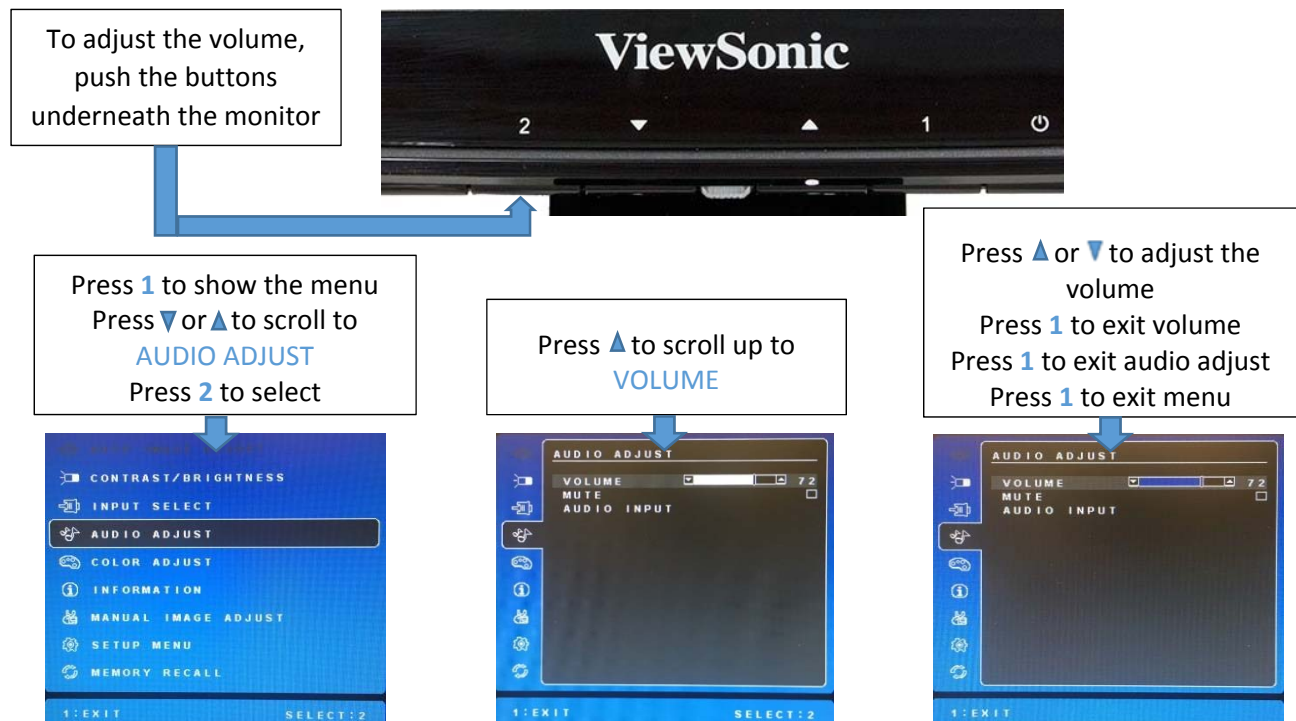 To adjust the volume,
push the buttons
underneath the monitor
ViewSonic
2 ▼ ▲ 1 ⏻
Press 1 to show the menu
Press ▼ or ▲ to scroll to
AUDIO ADJUST
Press 2 to select
Press ▲ to scroll up to
VOLUME
Press ▲ or ▼ to adjust the
volume
Press 1 to exit volume
Press 1 to exit audio adjust
Press 1 to exit menu
CONTRAST/BRIGHTNESS
INPUT SELECT
AUDIO ADJUST
COLOR ADJUST
INFORMATION
MANUAL IMAGE ADJUST
SETUP MENU
MEMORY RECALL
1:EXIT SELECT:2
AUDIO ADJUST
VOLUME 72
MUTE
AUDIO INPUT
1:EXIT SELECT:2
AUDIO ADJUST
VOLUME 72
MUTE
AUDIO INPUT
1:EXIT